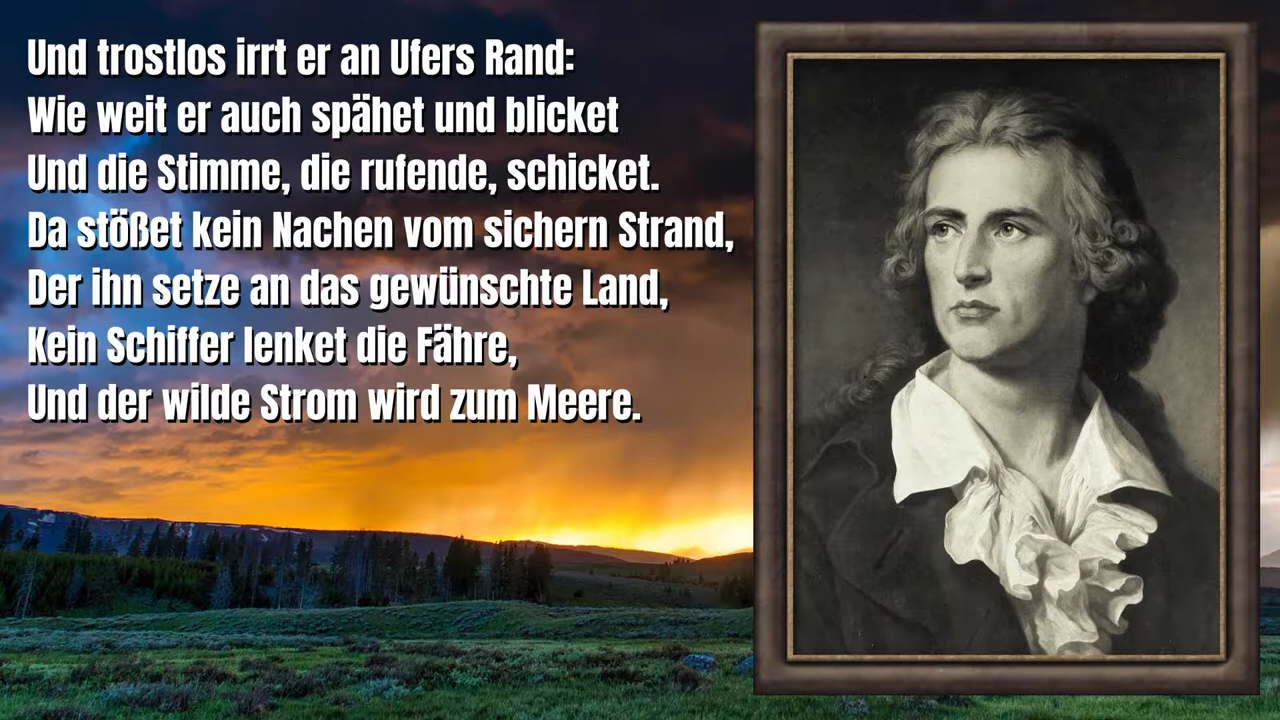 Und trostlos irrt er an Ufers Rand:
Wie weit er auch spähet und blicket
Und die Stimme, die rufende, schicket.
Da stößet kein Nachen vom sichern Strand,
Der ihn setze an das gewünschte Land,
Kein Schiffer lenket die Fähre,
Und der wilde Strom wird zum Meere.